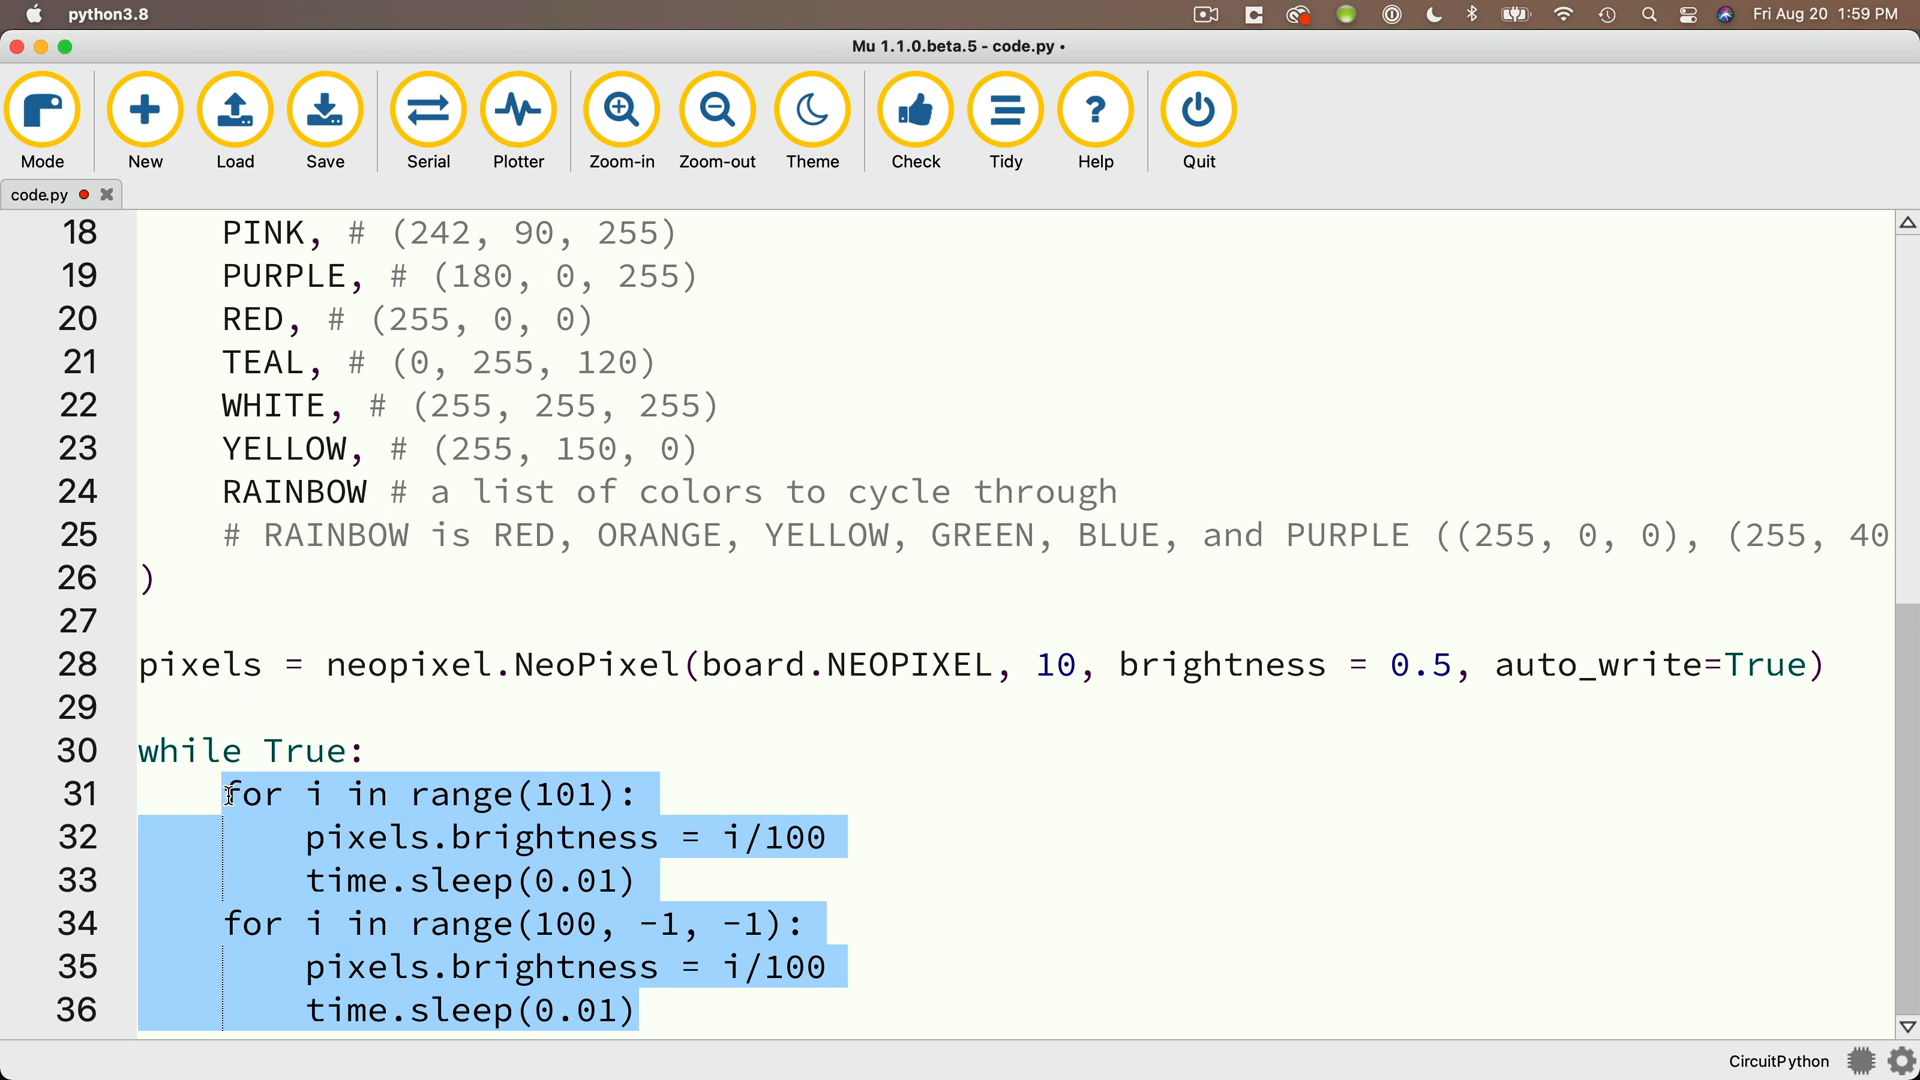 python3.8
Fri Aug 20 1:59 PM
Mu 1.1.0.beta.5 - code.py •
Mode
New
Load
Save
Serial
Plotter
Zoom-in
Zoom-out
Theme
Check
Tidy
Help
Quit
code.py
18 PINK, # (242, 90, 255)
19 PURPLE, # (180, 0, 255)
20 RED, # (255, 0, 0)
21 TEAL, # (0, 255, 120)
22 WHITE, # (255, 255, 255)
23 YELLOW, # (255, 150, 0)
24 RAINBOW # a list of colors to cycle through
25 # RAINBOW is RED, ORANGE, YELLOW, GREEN, BLUE, and PURPLE ((255, 0, 0), (255, 40
26 )
27
28 pixels = neopixel.NeoPixel(board.NEOPIXEL, 10, brightness = 0.5, auto_write=True)
29
30 while True:
31 for i in range(101):
32 pixels.brightness = i/100
33 time.sleep(0.01)
34 for i in range(100, -1, -1):
35 pixels.brightness = i/100
36 time.sleep(0.01)
CircuitPython